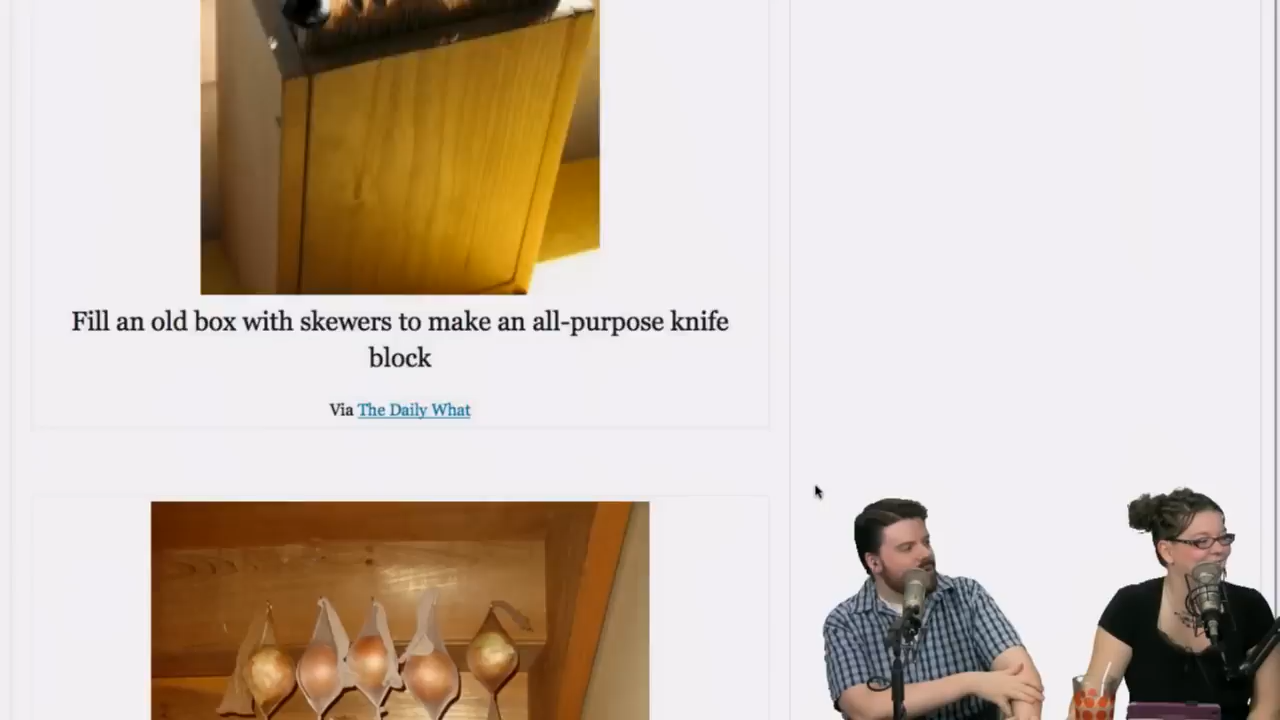 Fill an old box with skewers to make an all-purpose knife
block
Via The Daily What